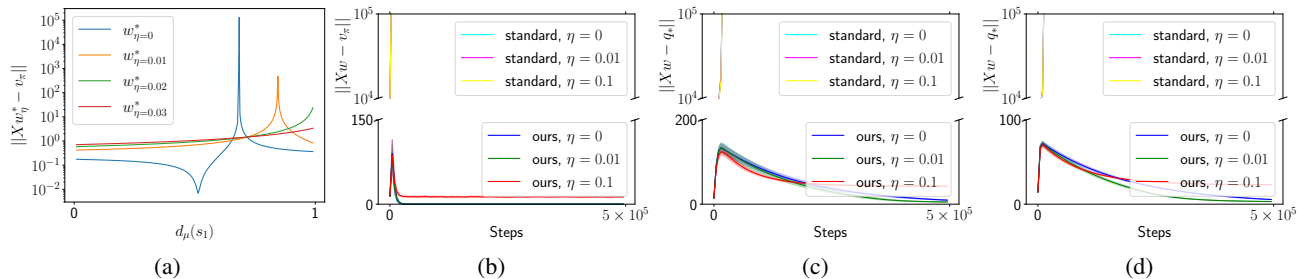 ||Xw*_η − v_π||
10^5
10^4
10^3
10^2
10^1
10^0
10^−1
10^−2
w*_{η=0}
w*_{η=0.01}
w*_{η=0.02}
w*_{η=0.03}
0
1
d_μ(s_1)
(a)
||Xw − v_π||
10^5
10^4
150
0
standard, η = 0
standard, η = 0.01
standard, η = 0.1
ours, η = 0
ours, η = 0.01
ours, η = 0.1
0
5 × 10^5
Steps
(b)
||Xw − q_*||
10^5
10^4
200
0
standard, η = 0
standard, η = 0.01
standard, η = 0.1
ours, η = 0
ours, η = 0.01
ours, η = 0.1
0
5 × 10^5
Steps
(c)
||Xw − q_*||
10^5
10^4
100
0
standard, η = 0
standard, η = 0.01
standard, η = 0.1
ours, η = 0
ours, η = 0.01
ours, η = 0.1
0
5 × 10^5
Steps
(d)